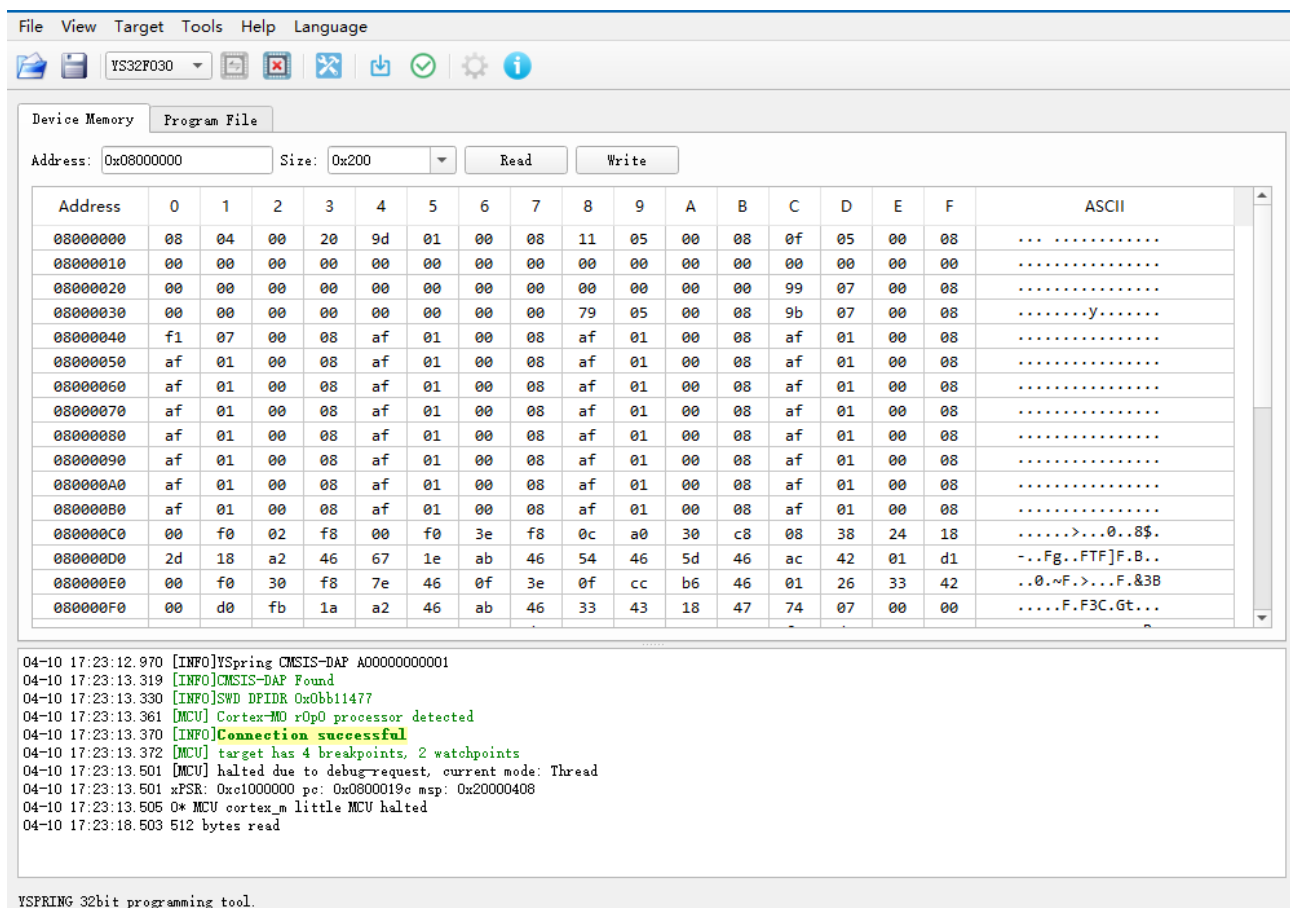 File View Target Tools Help Language
YS32F030
Device Memory Program File
Address: 0x08000000 Size: 0x200 Read Write
Address 0 1 2 3 4 5 6 7 8 9 A B C D E F ASCII
08000000 08 04 00 20 9d 01 00 08 11 05 00 08 0f 05 00 08 ... ............
08000010 00 00 00 00 00 00 00 00 00 00 00 00 00 00 00 00 ................
08000020 00 00 00 00 00 00 00 00 00 00 00 00 99 07 00 08 ................
08000030 00 00 00 00 00 00 00 00 79 05 00 08 9b 07 00 08 ........y.......
08000040 f1 07 00 08 af 01 00 08 af 01 00 08 af 01 00 08 ................
08000050 af 01 00 08 af 01 00 08 af 01 00 08 af 01 00 08 ................
08000060 af 01 00 08 af 01 00 08 af 01 00 08 af 01 00 08 ................
08000070 af 01 00 08 af 01 00 08 af 01 00 08 af 01 00 08 ................
08000080 af 01 00 08 af 01 00 08 af 01 00 08 af 01 00 08 ................
08000090 af 01 00 08 af 01 00 08 af 01 00 08 af 01 00 08 ................
080000A0 af 01 00 08 af 01 00 08 af 01 00 08 af 01 00 08 ................
080000B0 af 01 00 08 af 01 00 08 af 01 00 08 af 01 00 08 ................
080000C0 00 f0 02 f8 00 f0 3e f8 0c a0 30 c8 08 38 24 18 ......>...0..8$.
080000D0 2d 18 a2 46 67 1e ab 46 54 46 5d 46 ac 42 01 d1 -..Fg..FTF]F.B..
080000E0 00 f0 30 f8 7e 46 0f 3e 0f cc b6 46 01 26 33 42 ..0.~F.>...F.&3B
080000F0 00 d0 fb 1a a2 46 ab 46 33 43 18 47 74 07 00 00 .....F.F3C.Gt...
04-10 17:23:12.970 [INFO]YSpring CMSIS-DAP A00000000001
04-10 17:23:13.319 [INFO]CMSIS-DAP Found
04-10 17:23:13.330 [INFO]SWD DPIDR 0x0bb11477
04-10 17:23:13.361 [MCU] Cortex-M0 r0p0 processor detected
04-10 17:23:13.370 [INFO]Connection successful
04-10 17:23:13.372 [MCU] target has 4 breakpoints, 2 watchpoints
04-10 17:23:13.501 [MCU] halted due to debug-request, current mode: Thread
04-10 17:23:13.501 xPSR: 0xc1000000 pc: 0x0800019c msp: 0x20000408
04-10 17:23:13.505 0* MCU cortex_m little MCU halted
04-10 17:23:18.503 512 bytes read
YSPRING 32bit programming tool.